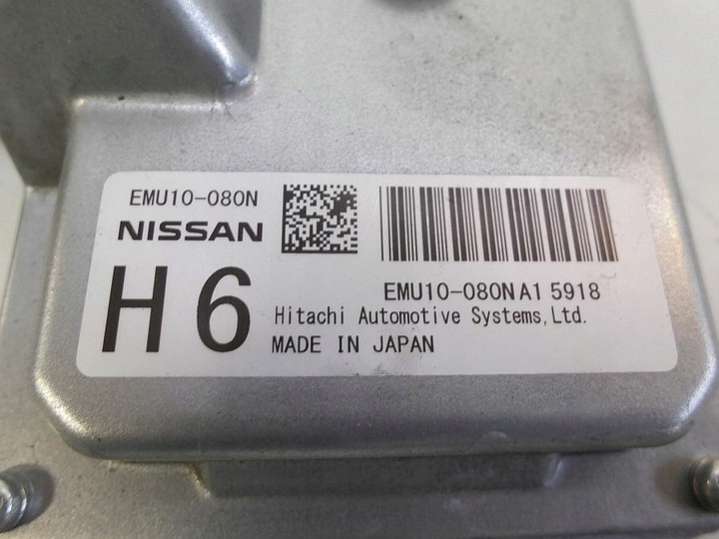 EMU10-080N
NISSAN
H6
EMU10-080NA1 5918
Hitachi Automotive Systems,Ltd.
MADE IN JAPAN